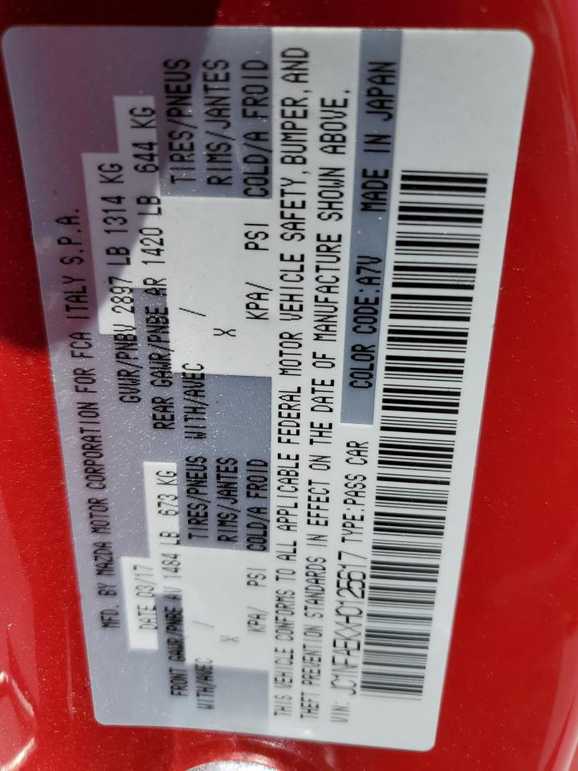 MFD. BY MAZDA MOTOR CORPORATION FOR FCA ITALY S.P.A.
DATE 03/17 GVWR/PNBV 2897 LB 1314 KG
FRONT GAWR/PNBE AV 1484 LB 673 KG REAR GAWR/PNBE AR 1420 LB 644 KG
WITH/AVEC TIRES/PNEUS WITH/AVEC TIRES/PNEUS
X / RIMS/JANTES X / RIMS/JANTES
KPA/ PSI COLD/A FROID KPA/ PSI COLD/A FROID
THIS VEHICLE CONFORMS TO ALL APPLICABLE FEDERAL MOTOR VEHICLE SAFETY, BUMPER, AND
THEFT PREVENTION STANDARDS IN EFFECT ON THE DATE OF MANUFACTURE SHOWN ABOVE.
VIN: TYPE:PASS CAR COLOR CODE:A7V MADE IN JAPAN